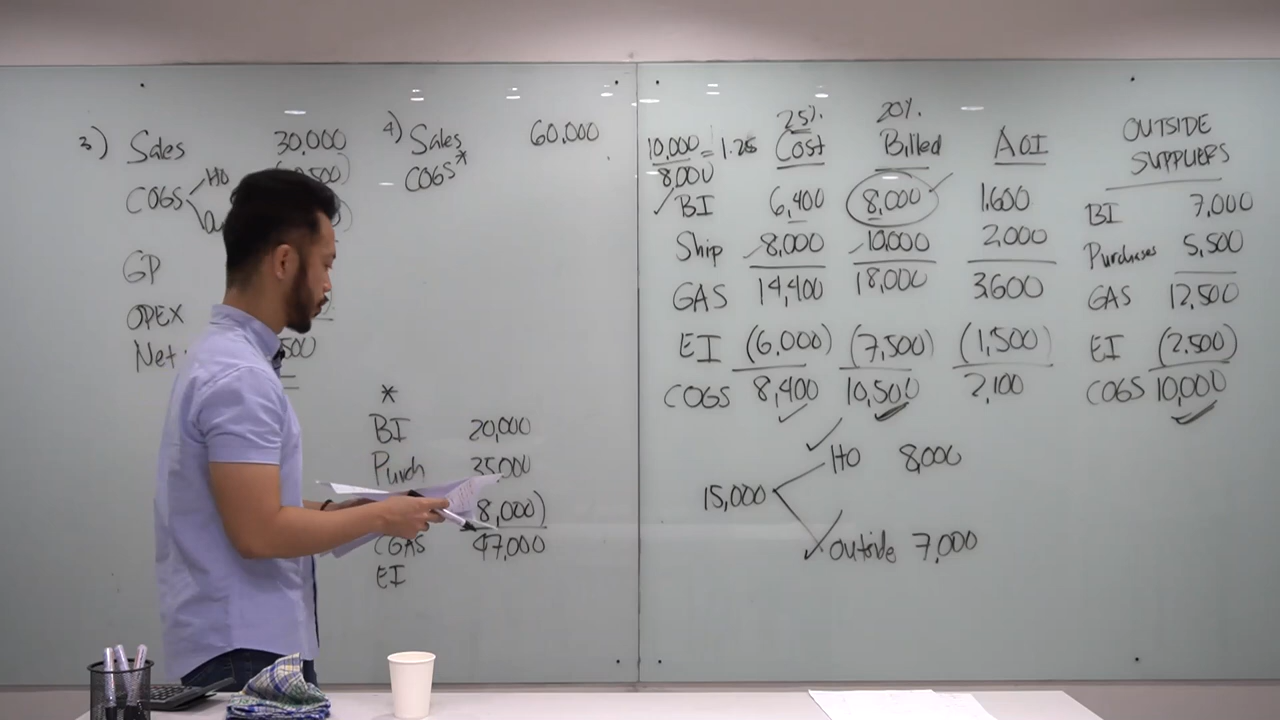 3) Sales 30,000
COGS Ho
GP
OPEX
Net
4) Sales 60,000
COGS*
*
BI 20,000
Purch 35,000
8,000)
CGAS 47,000
EI
10,000 = 1.25
8,000
25% 20%
Cost Billed AOI
BI 6,400 8,000 1,600
Ship 8,000 10,000 2,000
GAS 14,400 18,000 3,600
EI (6,000) (7,500) (1,500)
COGS 8,400 10,500 2,100
15,000
HO 8,000
Outside 7,000
OUTSIDE
SUPPLIERS
BI 7,000
Purchases 5,500
GAS 12,500
EI (2,500)
COGS 10,000